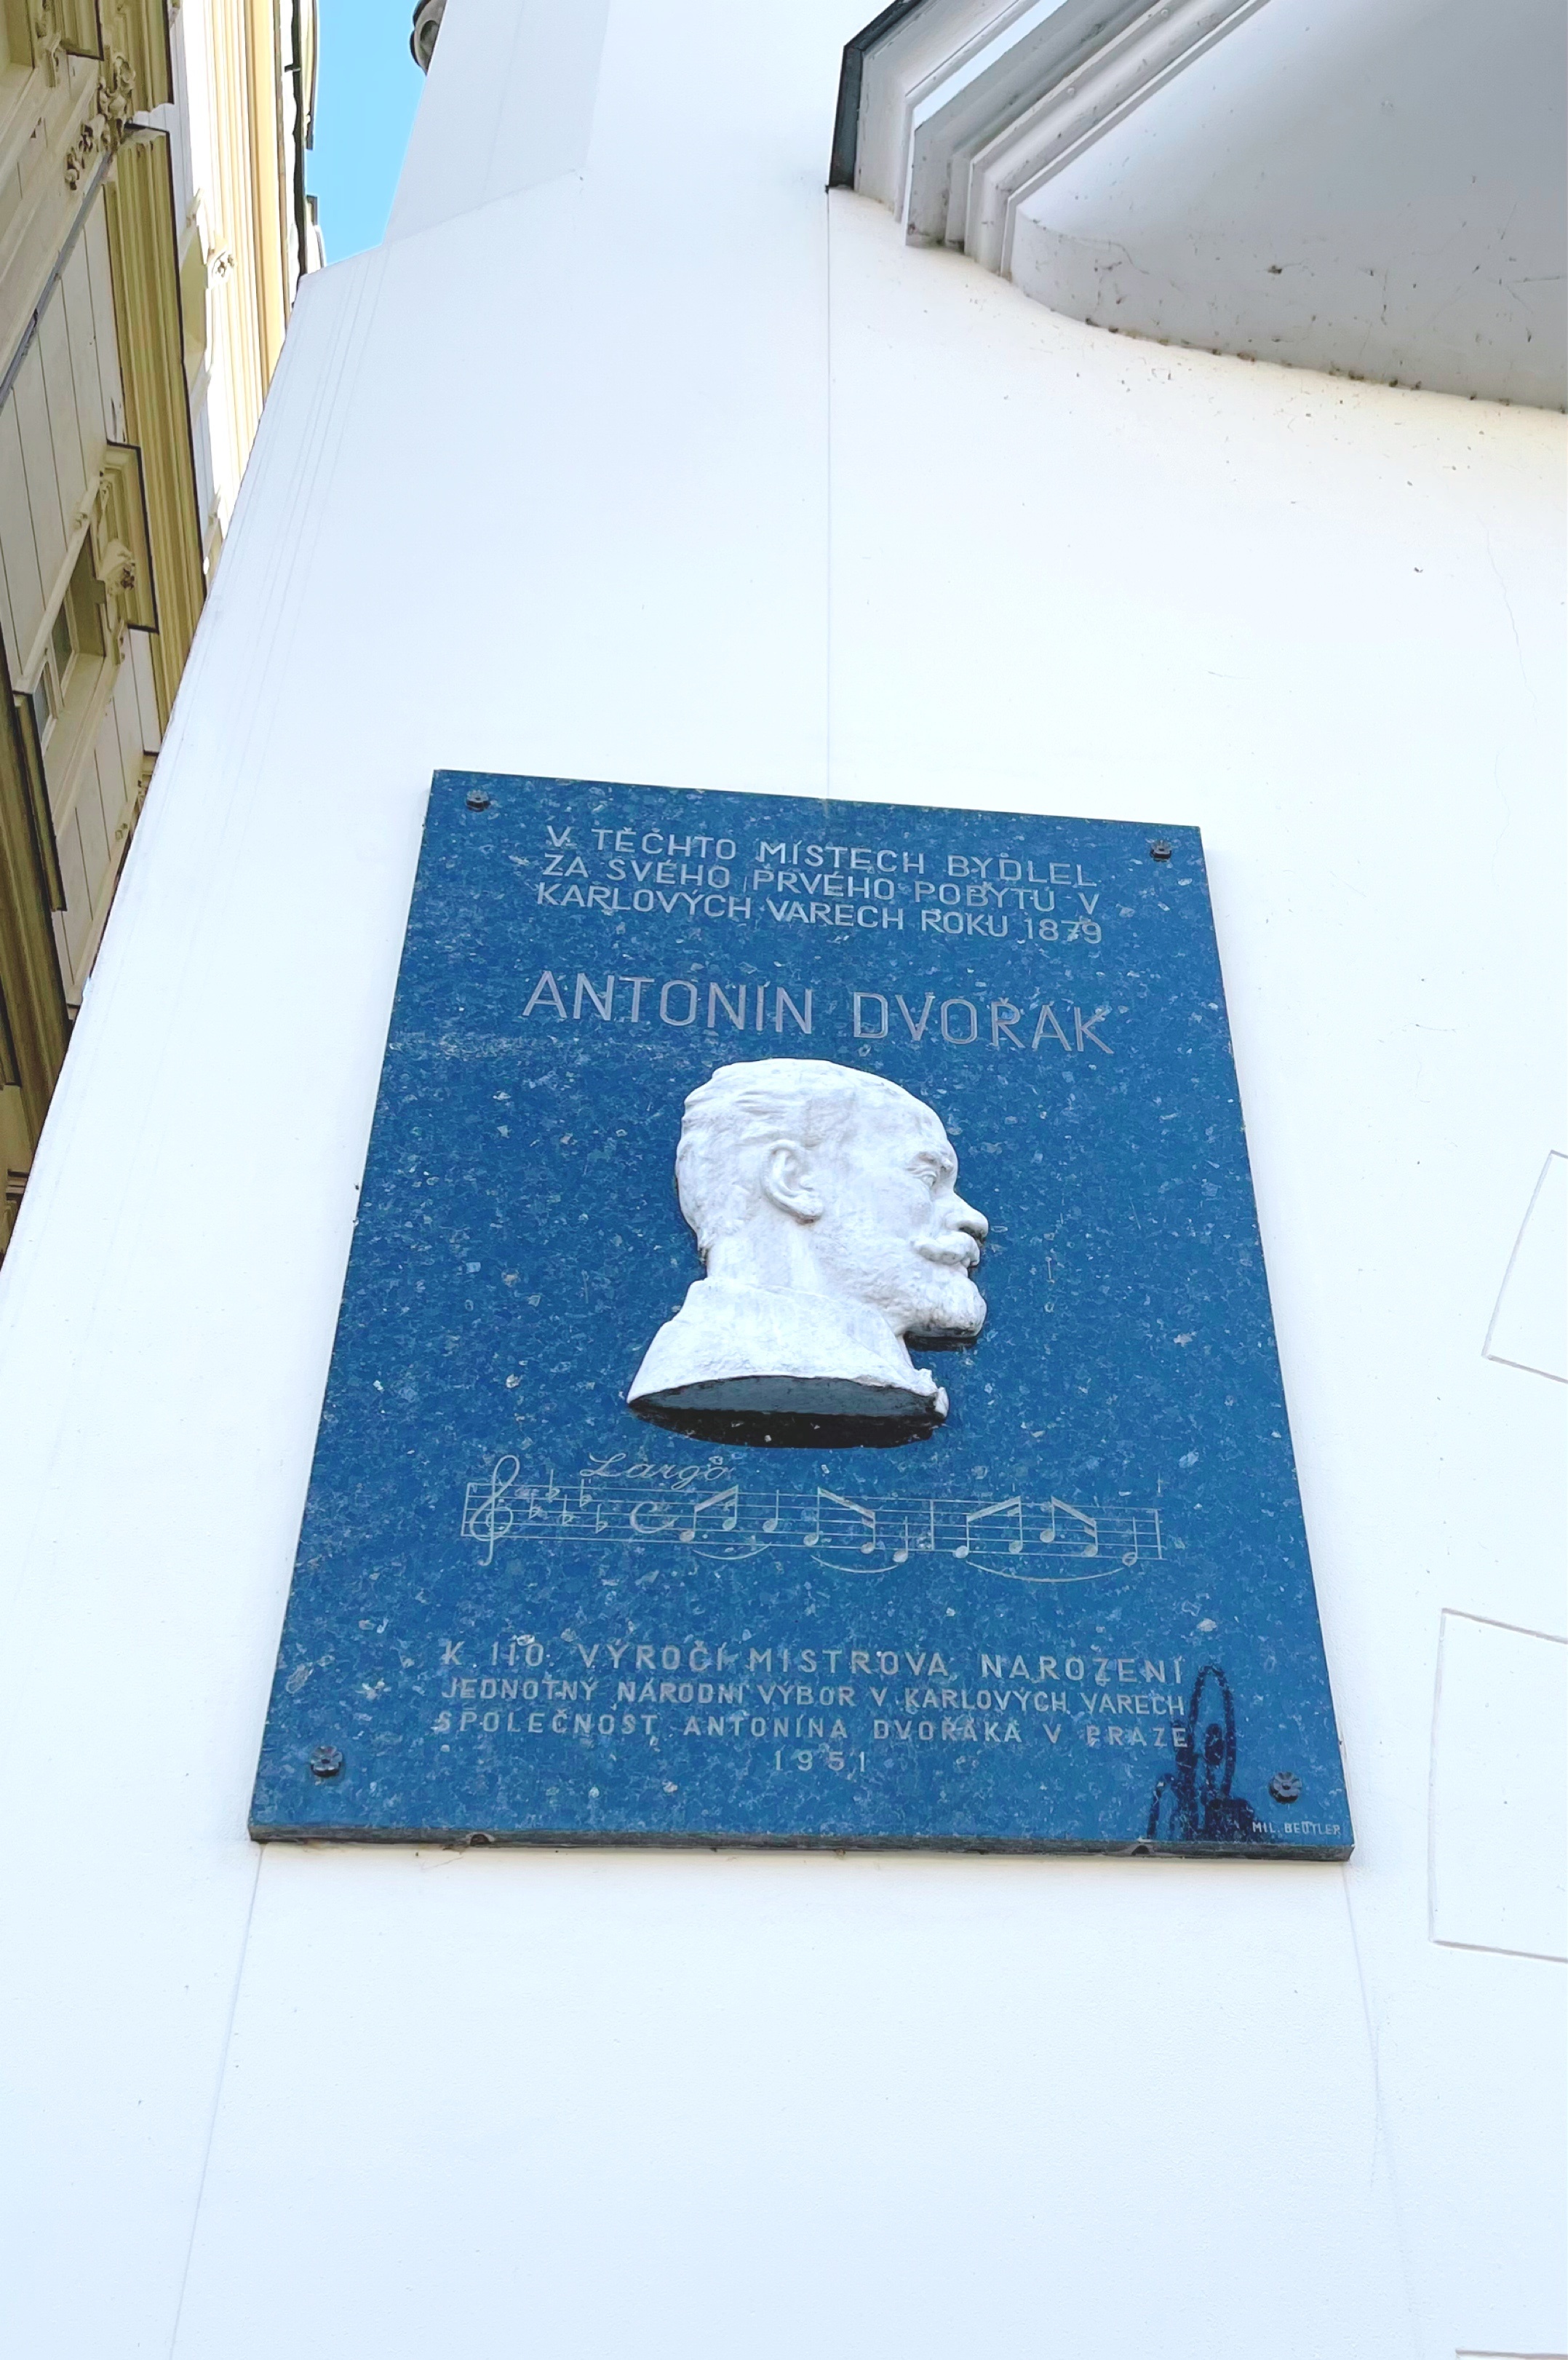 V TĚCHTO MÍSTECH BYDLEL
ZA SVÉHO PRVÉHO POBYTU V
KARLOVÝCH VARECH ROKU 1879
ANTONÍN DVOŘÁK
Largo
K 110. VÝROČÍ MISTROVA NAROZENÍ
JEDNOTNÝ NÁRODNÍ VÝBOR V KARLOVÝCH VARECH
SPOLEČNOST ANTONÍNA DVOŘÁKA V PRAZE
1951
MIL. BEUTLER